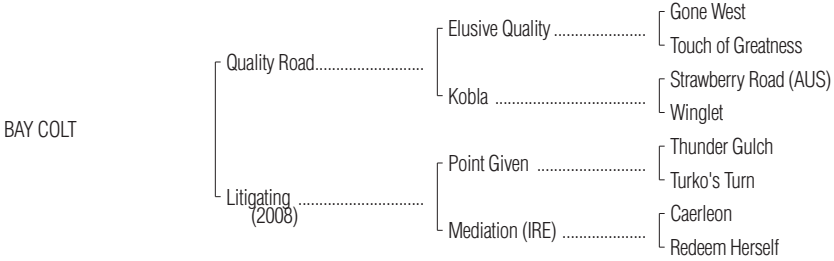 Gone West
Elusive Quality ......................
Touch of Greatness
Quality Road..........................
Strawberry Road (AUS)
Kobla ....................................
Winglet
BAY COLT
Thunder Gulch
Point Given ..........................
Turko's Turn
Litigating ..............................
(2008)
Caerleon
Mediation (IRE) ....................
Redeem Herself